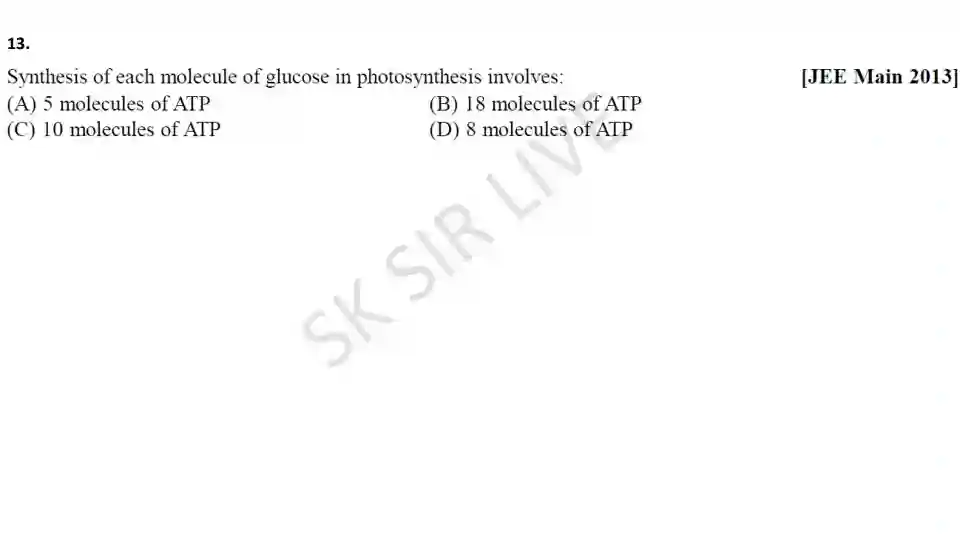 13.
Synthesis of each molecule of glucose in photosynthesis involves: [JEE Main 2013]
(A) 5 molecules of ATP (B) 18 molecules of ATP
(C) 10 molecules of ATP (D) 8 molecules of ATP
SK SIR LIVE